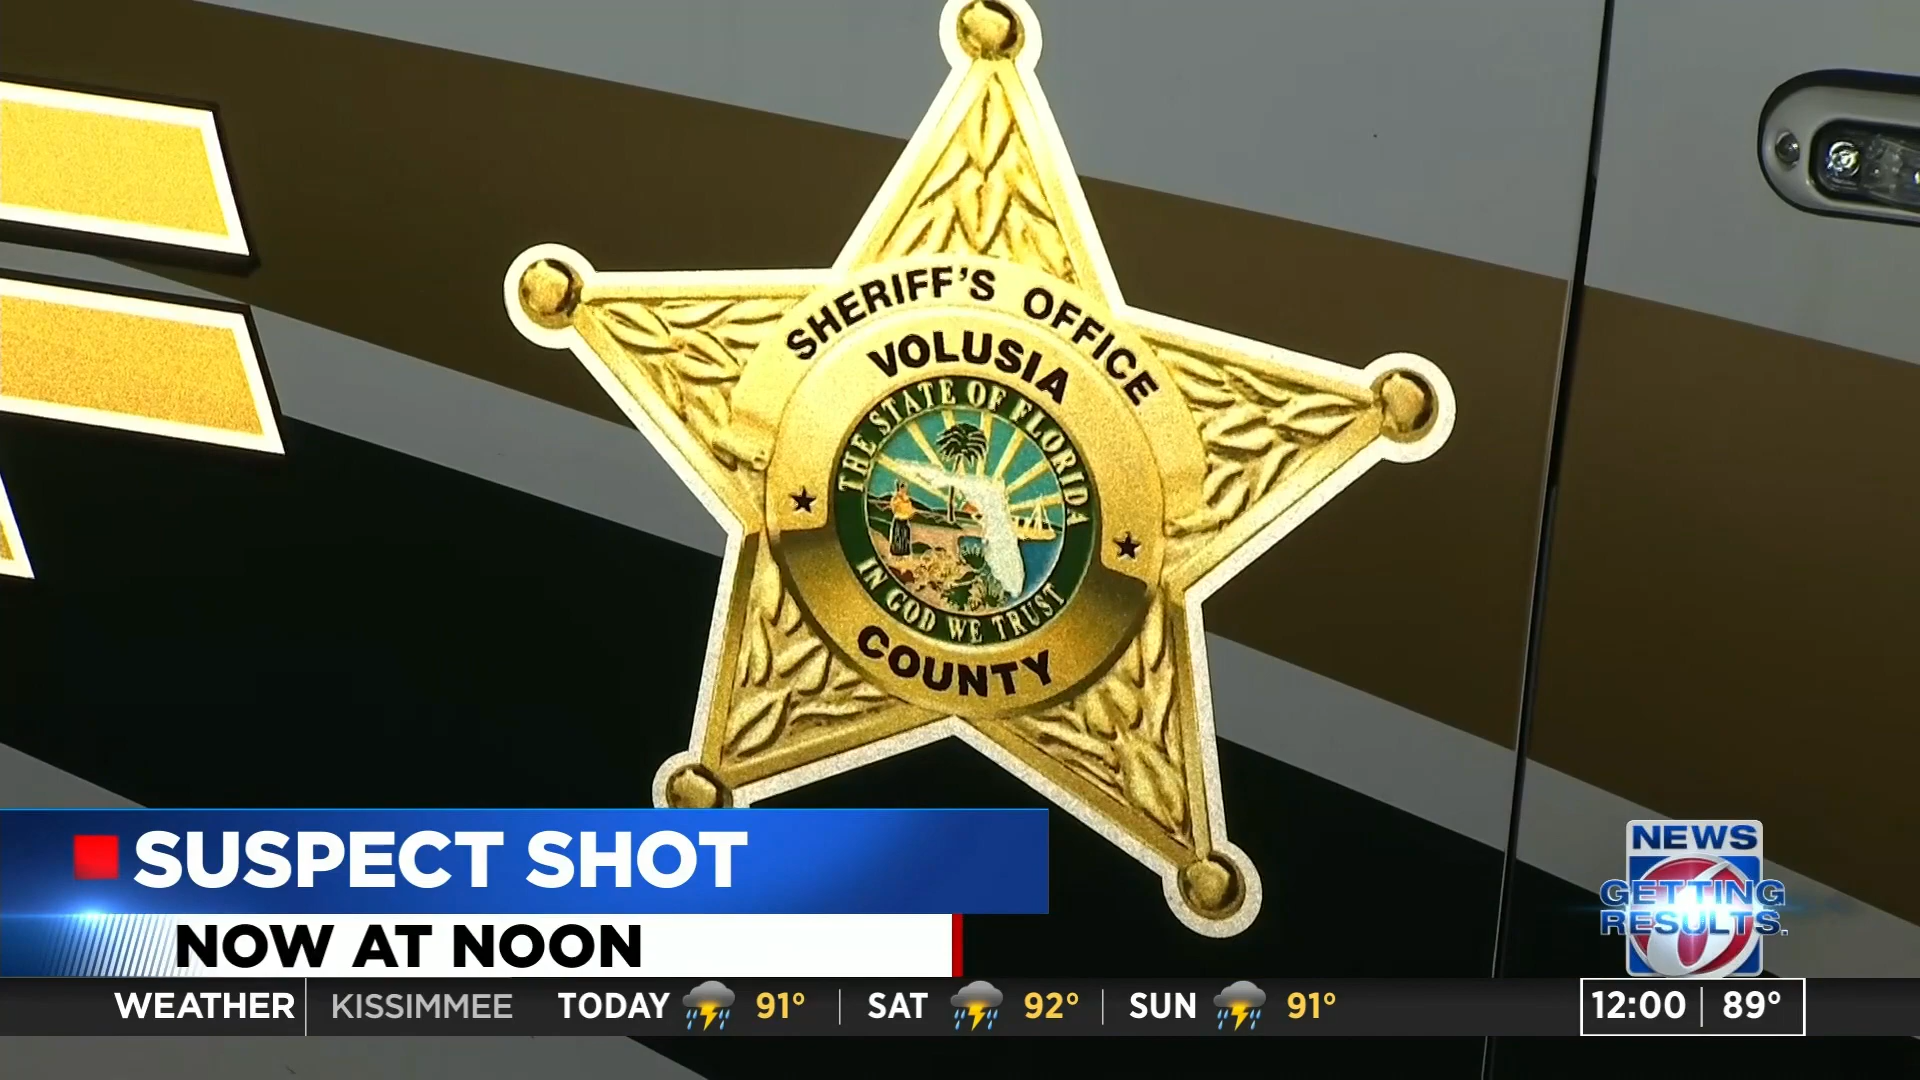 SHERIFF'S OFFICE
VOLUSIA
THE STATE OF FLORIDA
IN GOD WE TRUST
COUNTY
SUSPECT SHOT
NOW AT NOON
NEWS
6
GETTING
RESULTS.
WEATHER KISSIMMEE TODAY 91° SAT 92° SUN 91° 12:00 89°